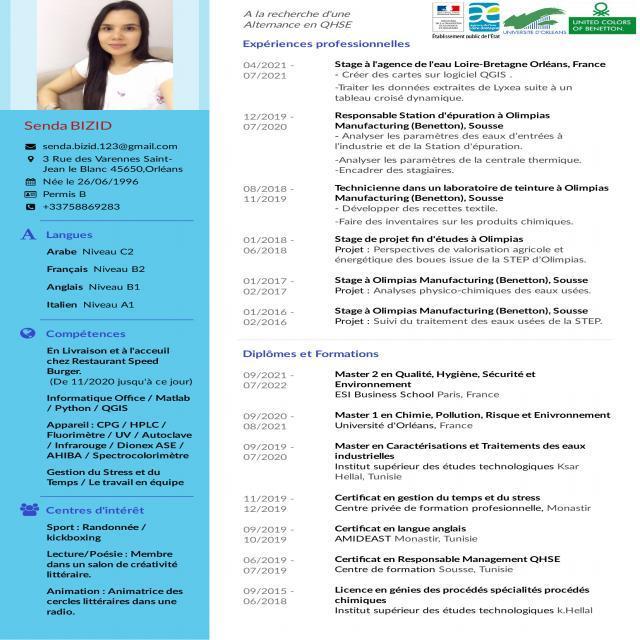 A la recherche d'une
Alternance en QHSE
Établissement public de l'État
UNIVERSITÉ D'ORLÉANS
UNITED COLORS
OF BENETTON.
Senda BIZID
senda.bizid.123@gmail.com
3 Rue des Varennes Saint-
Jean le Blanc 45650,Orléans
Née le 26/06/1996
Permis B
+33758869283
Langues
Arabe Niveau C2
Français Niveau B2
Anglais Niveau B1
Italien Niveau A1
Compétences
En Livraison et à l'acceuil
chez Restaurant Speed
Burger.
(De 11/2020 jusqu'à ce jour)
Informatique Office / Matlab
/ Python / QGIS
Appareil : CPG / HPLC /
Fluorimètre / UV / Autoclave
/ Infrarouge / Dionex ASE /
AHIBA / Spectrocolorimètre
Gestion du Stress et du
Temps / Le travail en équipe
Centres d'intérêt
Sport : Randonnée /
kickboxing
Lecture/Poésie : Membre
dans un salon de créativité
littéraire.
Animation : Animatrice des
cercles littéraires dans une
radio.
Expériences professionnelles
04/2021 -
07/2021
Stage à l'agence de l'eau Loire-Bretagne Orléans, France
- Créer des cartes sur logiciel QGIS .
-Traiter les données extraites de Lyxea suite à un
tableau croisé dynamique.
12/2019 -
07/2020
Responsable Station d'épuration à Olimpias
Manufacturing (Benetton), Sousse
- Analyser les paramètres des eaux d'entrées à
l'industrie et de la Station d'épuration.
-Analyser les paramètres de la centrale thermique.
-Encadrer des stagiaires.
08/2018 -
11/2019
Technicienne dans un laboratoire de teinture à Olimpias
Manufacturing (Benetton), Sousse
- Développer des recettes textile.
-Faire des inventaires sur les produits chimiques.
01/2018 -
06/2018
Stage de projet fin d'études à Olimpias
Projet : Perspectives de valorisation agricole et
énergétique des boues issue de la STEP d'Olimpias.
01/2017 -
02/2017
Stage à Olimpias Manufacturing (Benetton), Sousse
Projet : Analyses physico-chimiques des eaux usées.
01/2016 -
02/2016
Stage à Olimpias Manufacturing (Benetton), Sousse
Projet : Suivi du traitement des eaux usées de la STEP.
Diplômes et Formations
09/2021 -
07/2022
Master 2 en Qualité, Hygiène, Sécurité et
Environnement
ESI Business School Paris, France
09/2020 -
08/2021
Master 1 en Chimie, Pollution, Risque et Enivronnement
Université d'Orléans, France
09/2019 -
07/2020
Master en Caractérisations et Traitements des eaux
industrielles
Institut supérieur des études technologiques Ksar
Hellal, Tunisie
11/2019 -
12/2019
Certificat en gestion du temps et du stress
Centre privée de formation profesionnelle, Monastir
09/2019 -
10/2019
Certificat en langue anglais
AMIDEAST Monastir, Tunisie
06/2019 -
07/2019
Certificat en Responsable Management QHSE
Centre de formation Sousse, Tunisie
09/2015 -
06/2018
Licence en génies des procédés spécialités procédés
chimiques
Institut supérieur des études technologiques k.Hellal